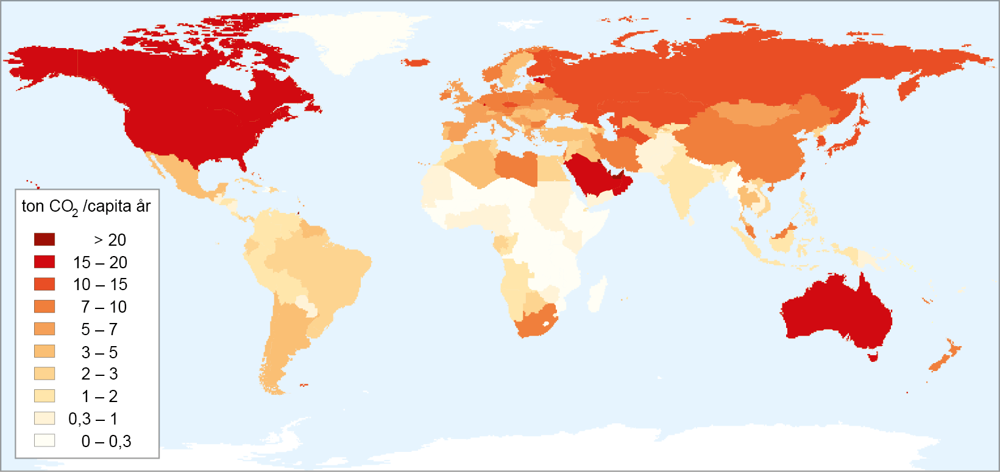 ton CO₂ /capita år
> 20
15 – 20
10 – 15
7 – 10
5 – 7
3 – 5
2 – 3
1 – 2
0,3 – 1
0 – 0,3